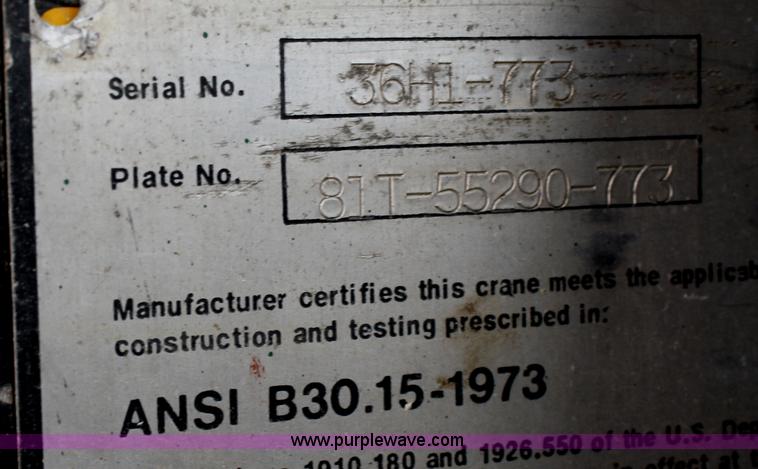 Serial No. 36H1-773
Plate No. 81T-55290-773
Manufacturer certifies this crane meets the
construction and testing prescribed in:
ANSI B30.15-1973
1910.180 and 1926.550 of the U.S.
www.purplewave.com